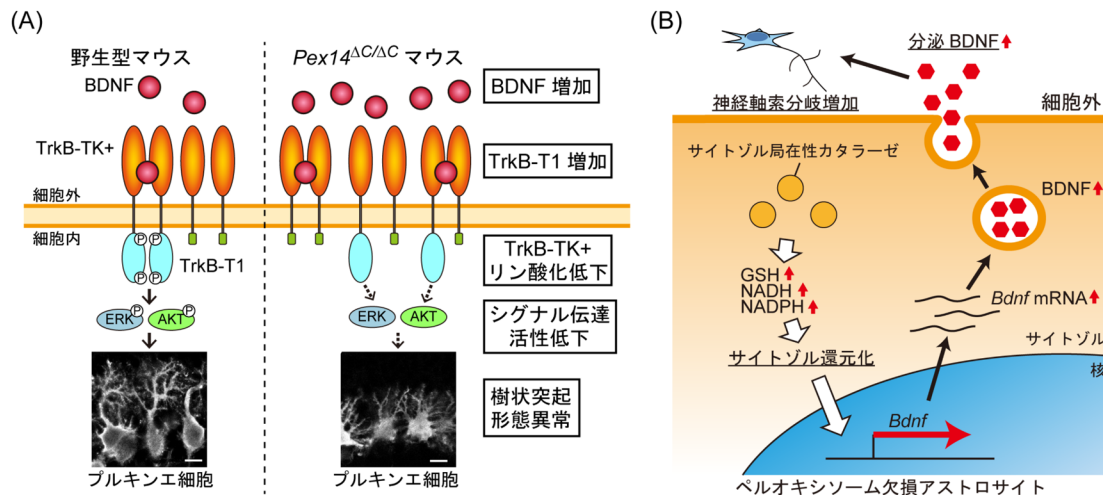 (A)
野生型マウス
BDNF
TrkB-TK+
細胞外
細胞内
P P
P P
TrkB-T1
ERK P
AKT P
プルキンエ細胞
Pex14ΔC/ΔC マウス
BDNF 増加
TrkB-T1 増加
TrkB-TK+
リン酸化低下
ERK
AKT
シグナル伝達
活性低下
樹状突起
形態異常
プルキンエ細胞
(B)
分泌 BDNF
神経軸索分岐増加
細胞外
サイトゾル局在性カタラーゼ
BDNF
GSH
NADH
NADPH
Bdnf mRNA
サイトゾル還元化
サイトゾル
核
Bdnf
ペルオキシソーム欠損アストロサイト